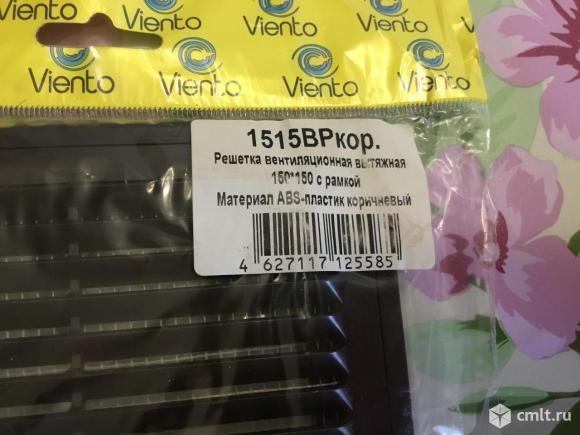 Viento Viento Viento Viento
Viento Viento
1515ВРкор.
Решетка вентиляционная вытяжная
150*150 с рамкой
Материал ABS-пластик коричневый
4 627117 125585
cmlt.ru